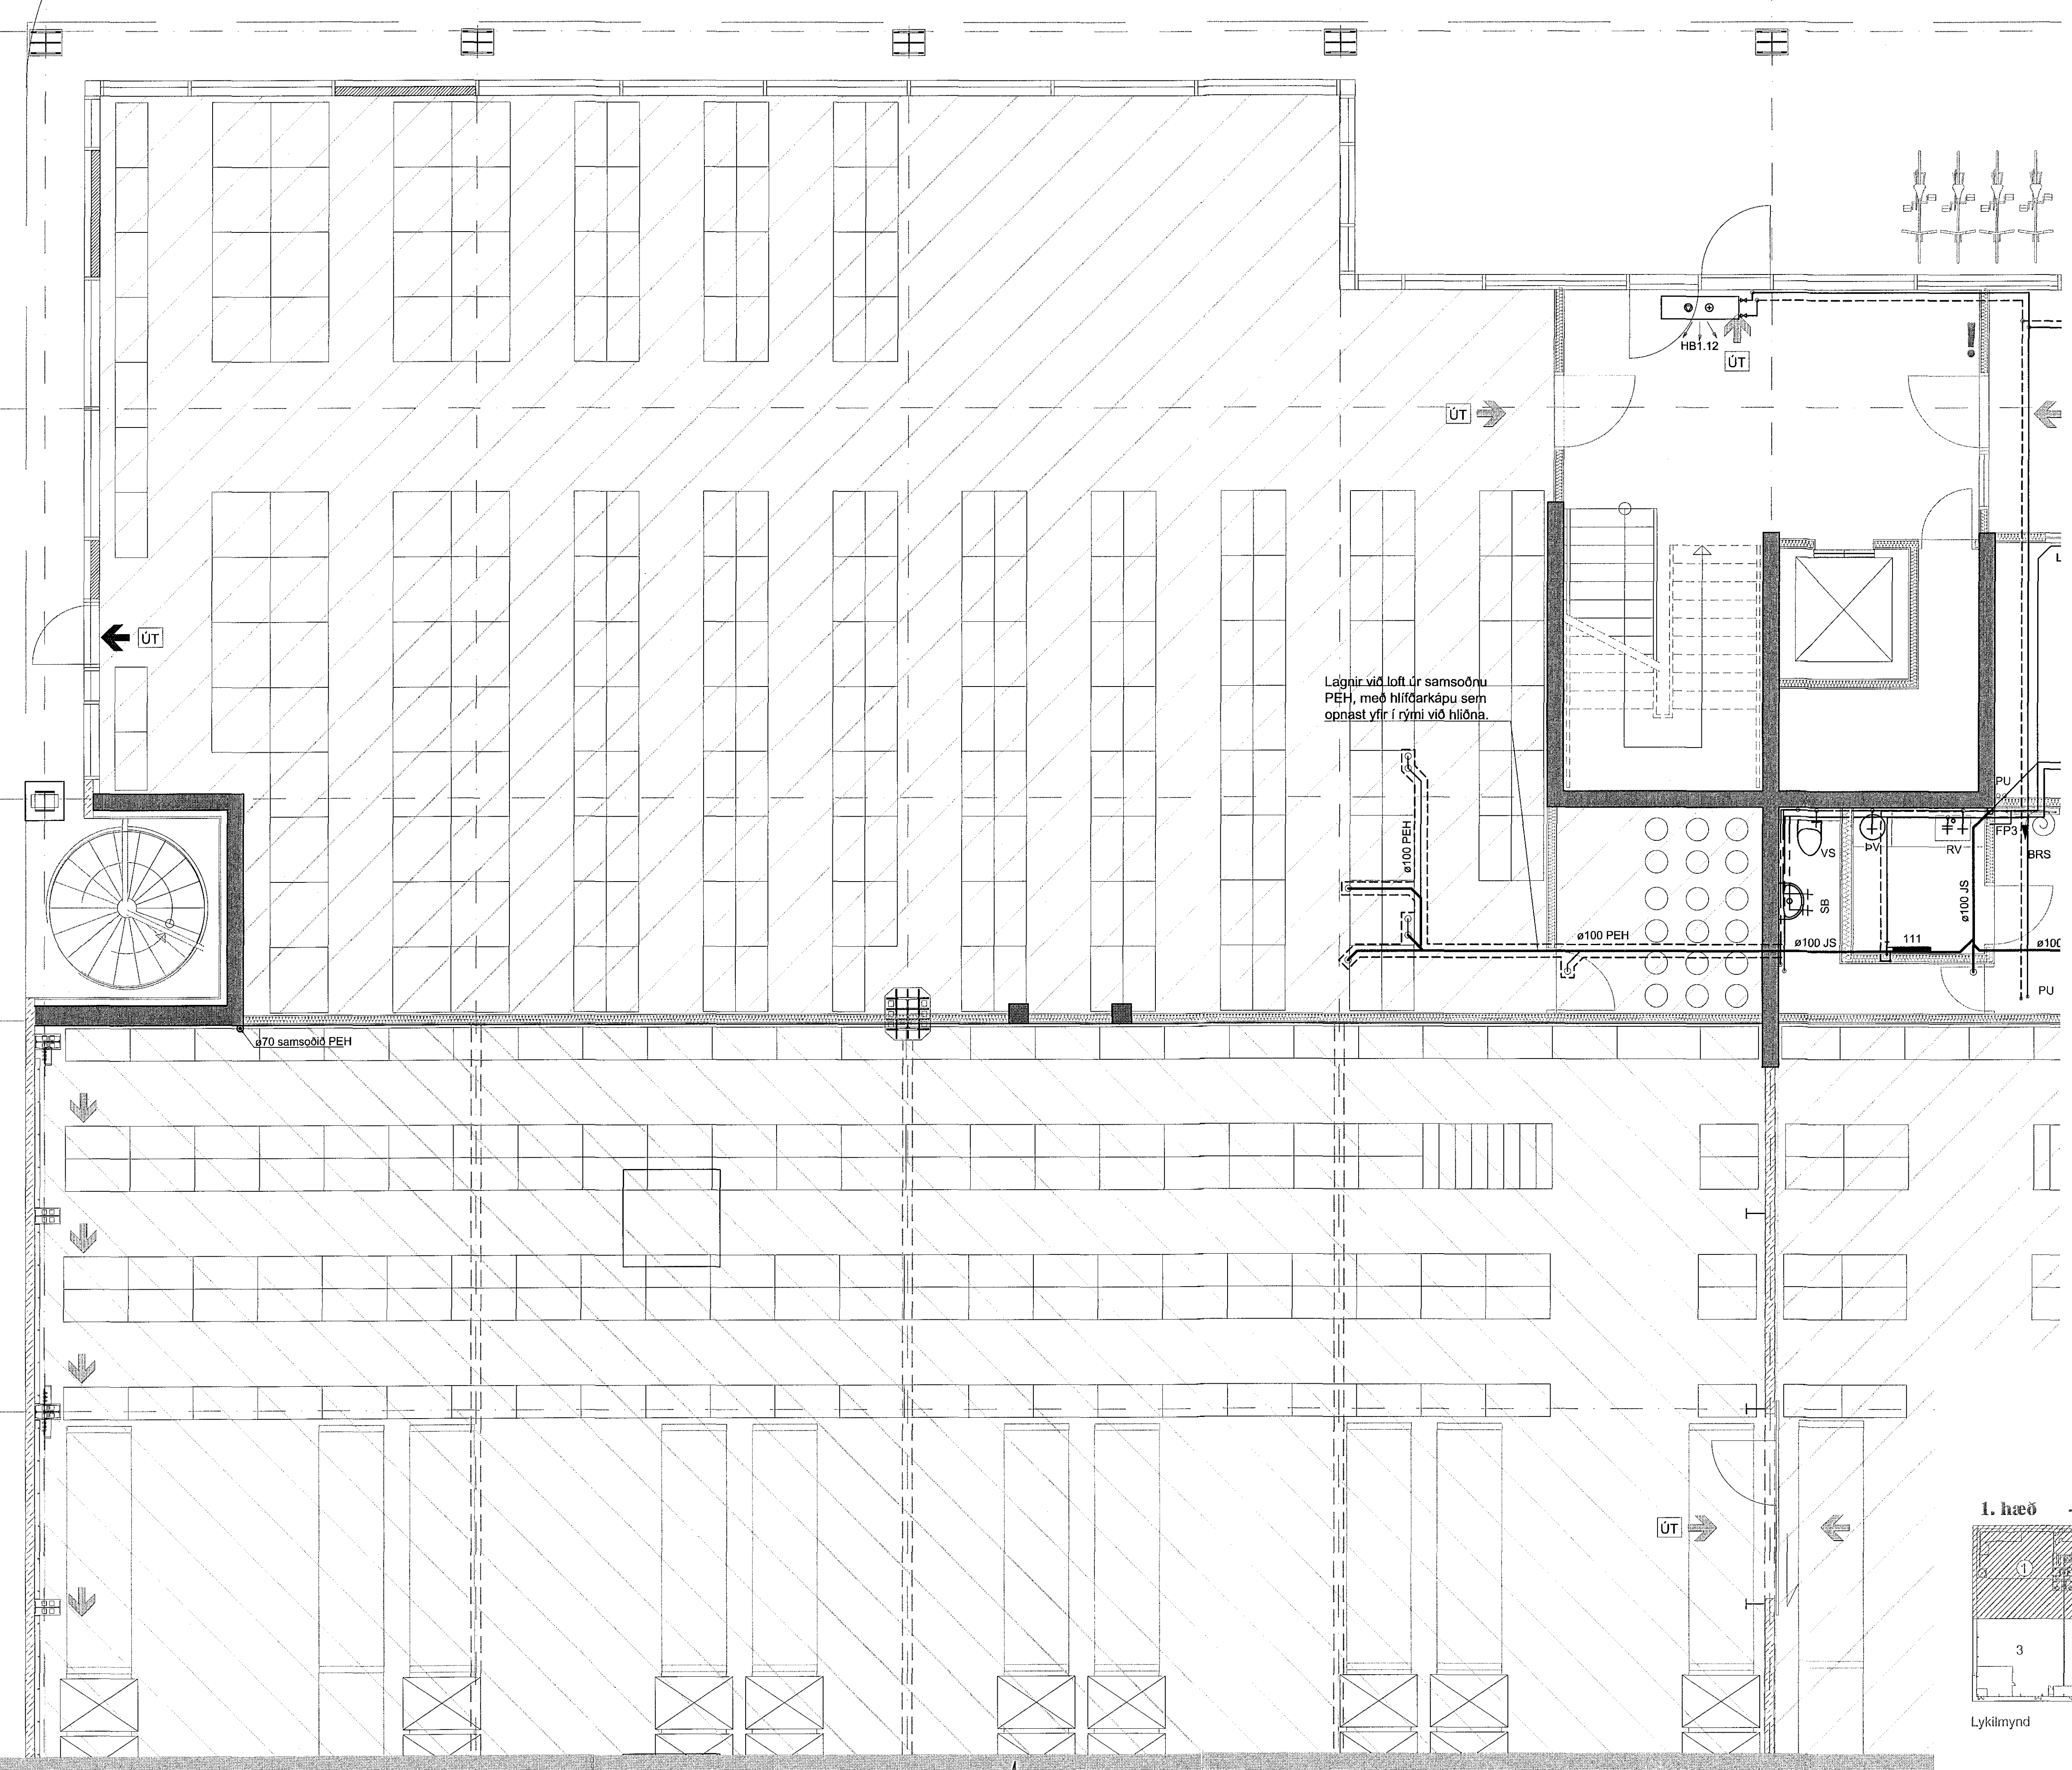 HB1.12
ÚT
ÚT
ÚT
Lagnir við loft úr samsoðnu
PEH, með hlífðarkápu sem
opnast yfir í rými við hliðna.
PU
ø100 PEH
VS
ÞV
RV
FP3
BRS
SB
ø100 JS
ø100 PEH
ø100 JS
111
ø100
PU
ø70 samsoðið PEH
ÚT
1. hæð
1
3
Lykilmynd